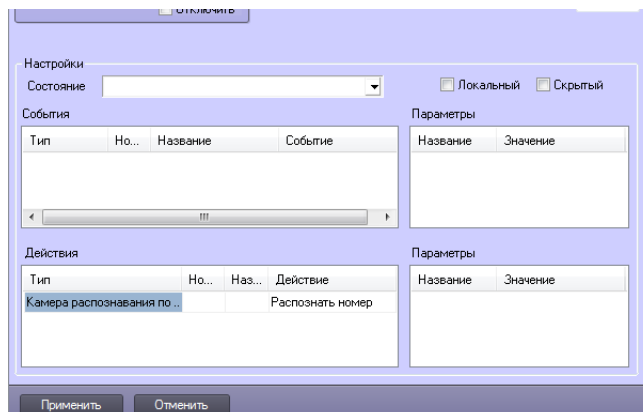 Отключить
Настройки
Состояние
Локальный Скрытый
События Параметры
Тип Но... Название Событие Название Значение
Действия Параметры
Тип Но... Наз... Действие Название Значение
Камера распознавания по .. Распознать номер
Применить Отменить